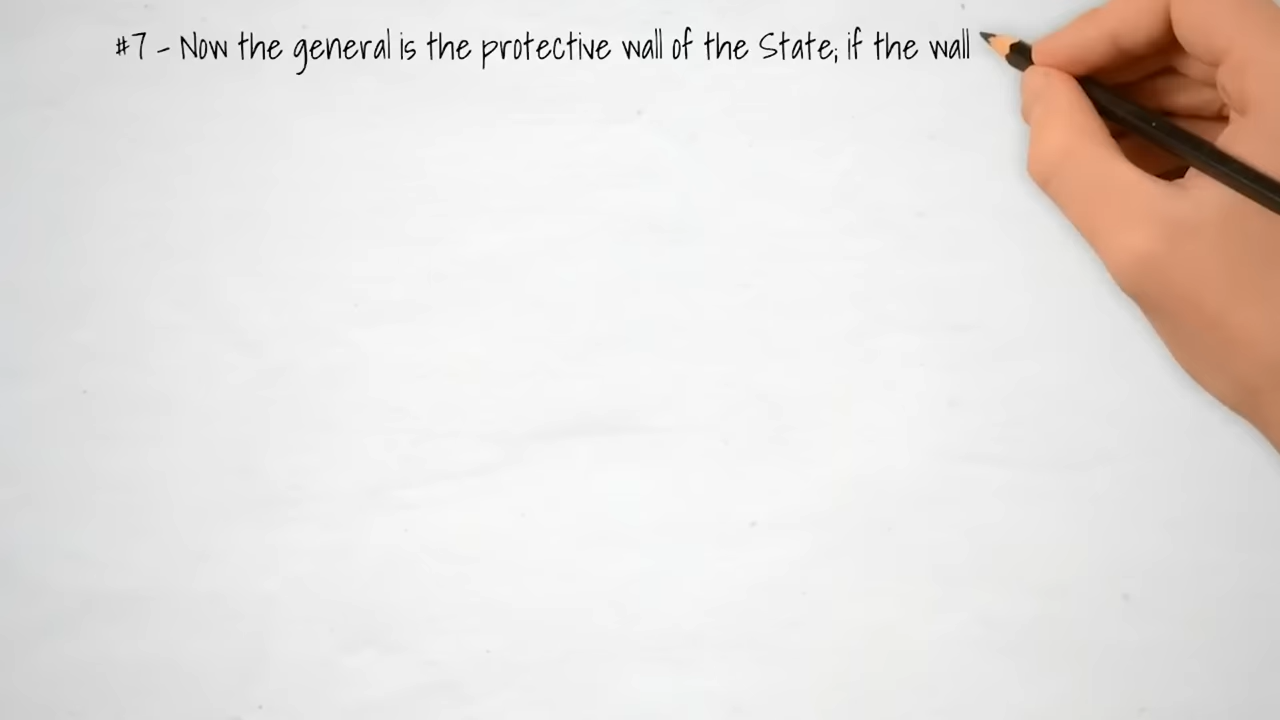 #7 - Now the general is the protective wall of the State; if the wall